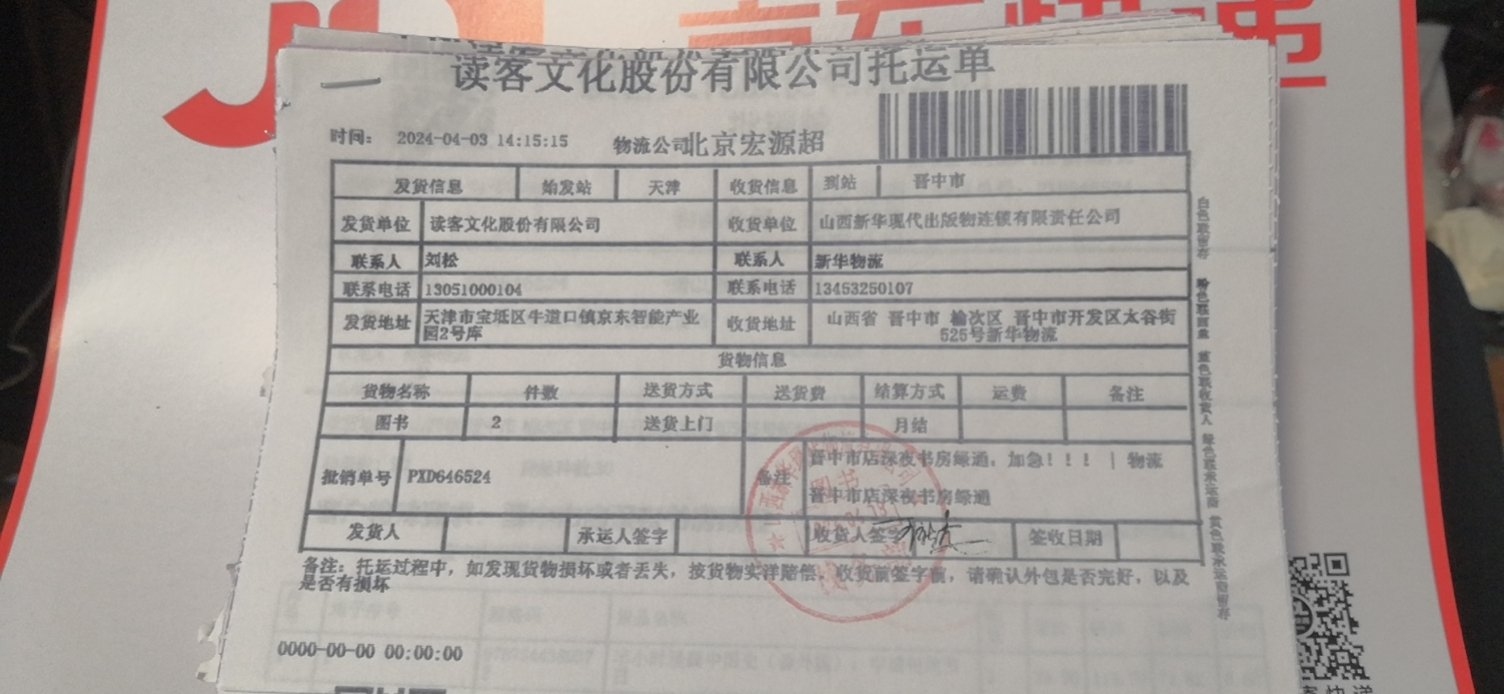 京东快递
读客文化股份有限公司托运单
时间： 2024-04-03 14:15:15 物流公司北京宏源超
发货信息 始发站 天津 收货信息 到站 晋中市
发货单位 读客文化股份有限公司 收货单位 山西新华现代出版物连锁有限责任公司
联系人 刘松 联系人 新华物流
联系电话 13051000104 联系电话 13453250107
发货地址 天津市宝坻区牛道口镇京东智能产业
园2号库
收货地址 山西省 晋中市 榆次区 晋中市开发区太谷街
525号新华物流
货物信息
货物名称 件数 送货方式 送货费 结算方式 运费 备注
图书 2 送货上门 月结
批销单号 PXD646524 备注
晋中市店深夜书房绿通，加急！！！ | 物流
晋中市店深夜书房绿通
发货人 承运人签字 收货人签字 签收日期
备注：托运过程中，如发现货物损坏或者丢失，按货物实洋赔偿，收货前签字前，请确认外包是否完好，以及
是否有损坏
0000-00-00 00:00:00
白色联留存